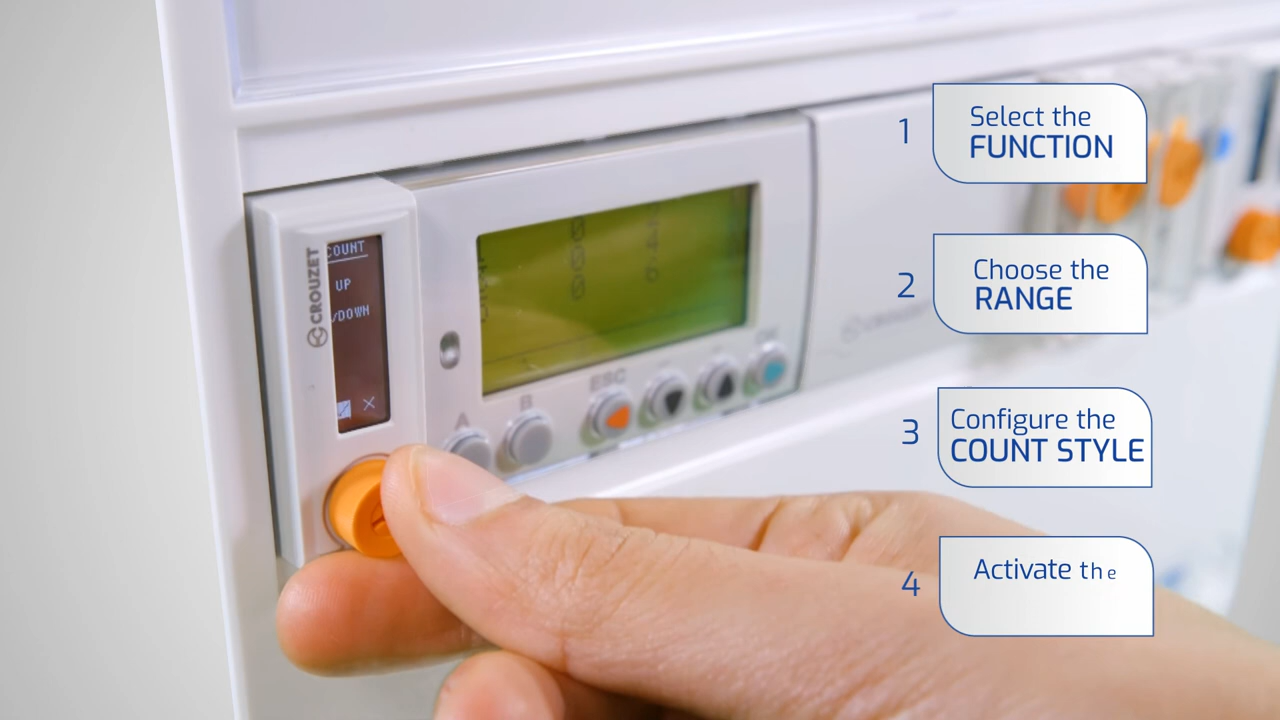 CROUZET
COUNT
UP
/DOWN
A
B
ESC
OK
1
Select the
FUNCTION
2
Choose the
RANGE
3
Configure the
COUNT STYLE
4
Activate the